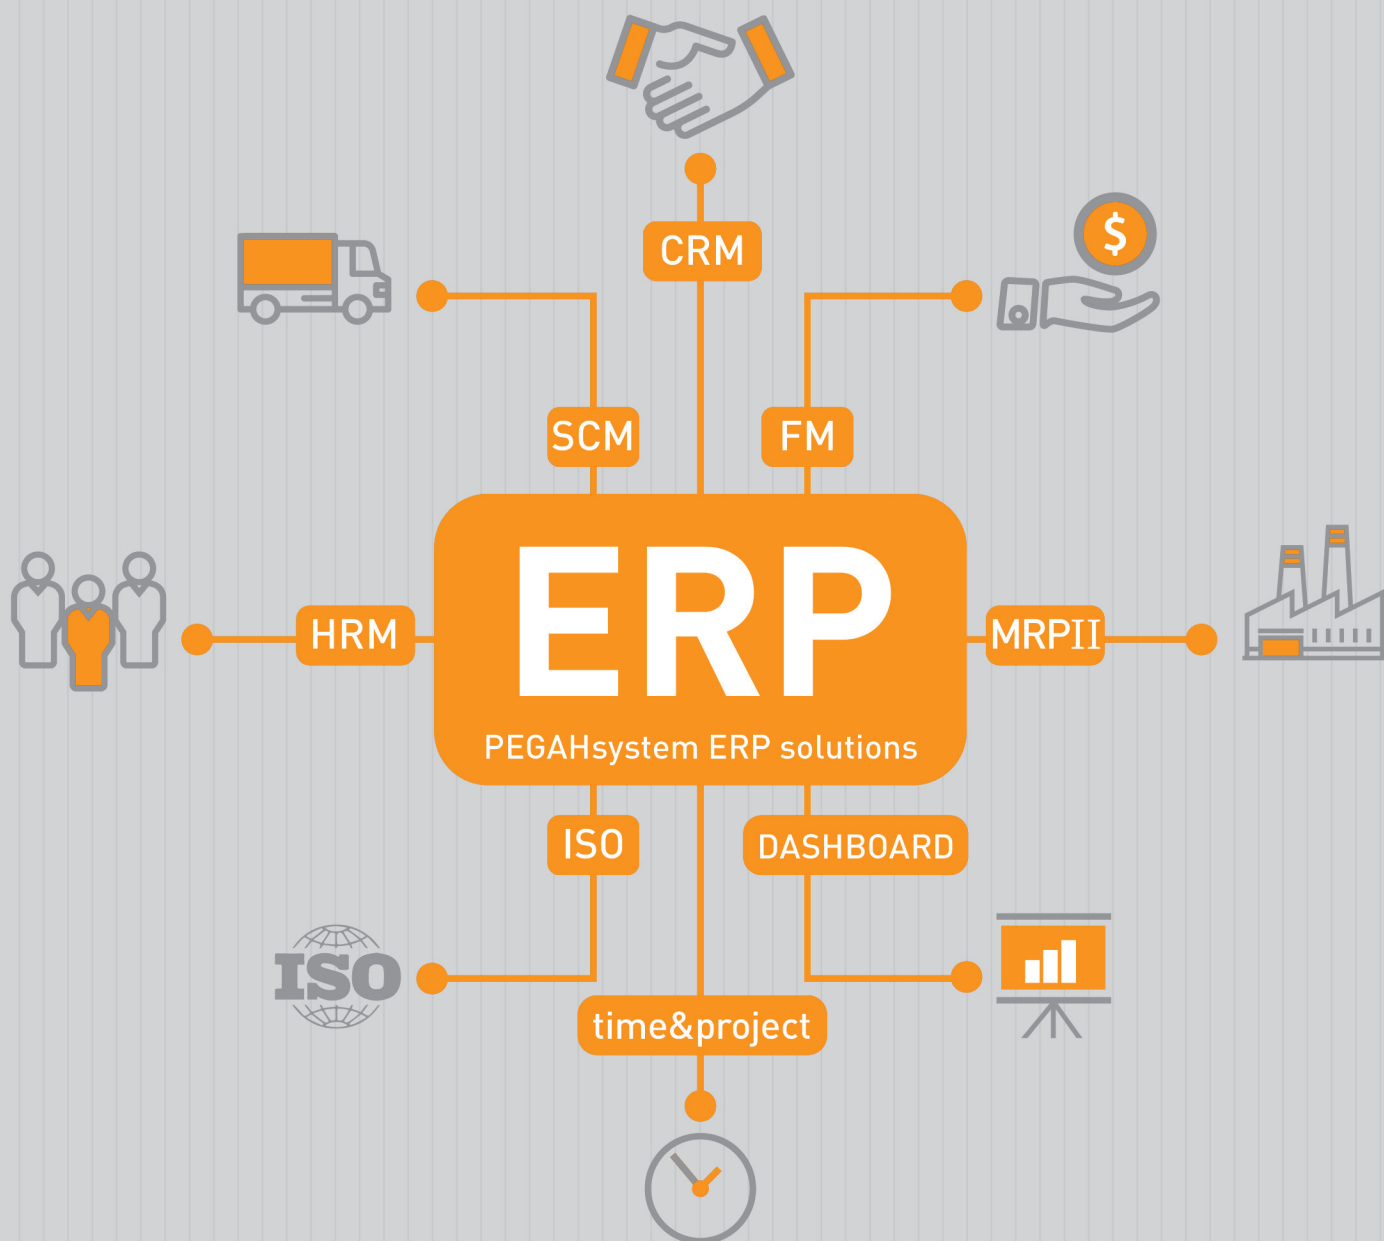 CRM
$
SCM
FM
HRM
ERP
MRPII
PEGAHsystem ERP solutions
ISO
DASHBOARD
ISO
time&project